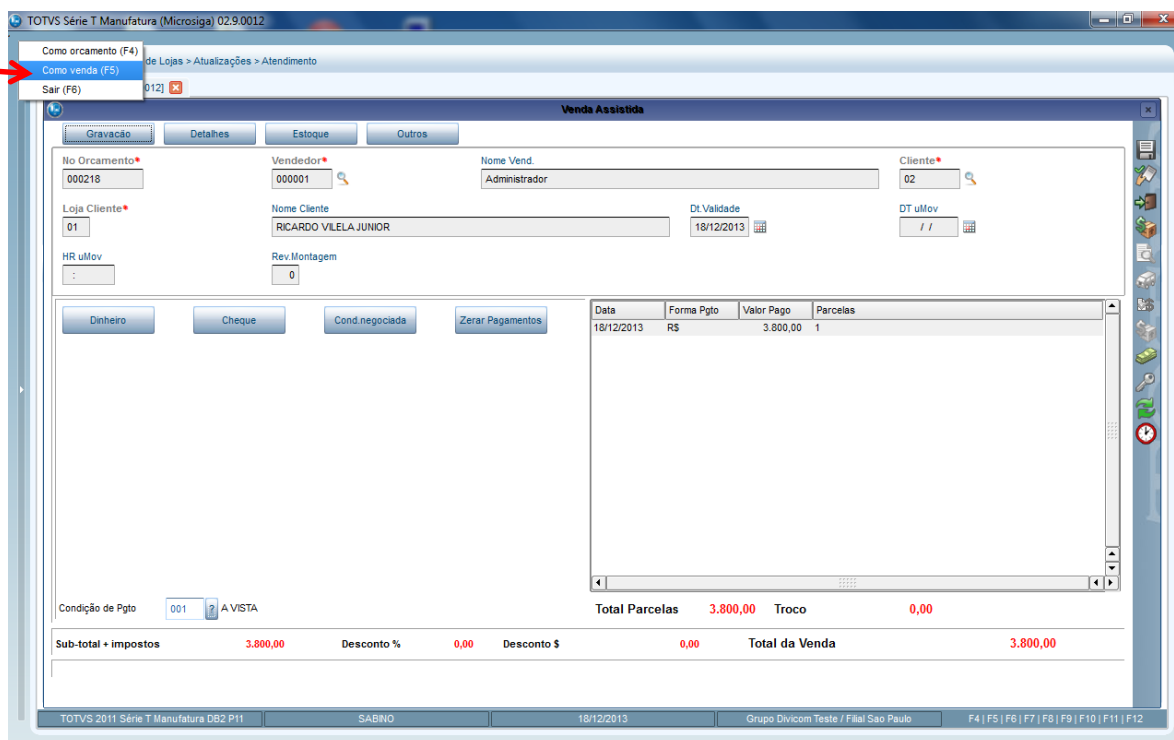 TOTVS Série T Manufatura (Microsiga) 02.9.0012
Como orcamento (F4)
Como venda (F5)
Sair (F6)
de Lojas > Atualizações > Atendimento
012]
Venda Assistida
Gravacão Detalhes Estoque Outros
No Orcamento* Vendedor* Nome Vend. Cliente*
000218 000001 Administrador 02
Loja Cliente* Nome Cliente Dt.Validade DT uMov
01 RICARDO VILELA JUNIOR 18/12/2013 / /
HR uMov Rev.Montagem
: 0
Dinheiro Cheque Cond.negociada Zerar Pagamentos
Data Forma Pgto Valor Pago Parcelas
18/12/2013 R$ 3.800,00 1
Condição de Pgto 001 ? A VISTA
Total Parcelas 3.800,00 Troco 0,00
Sub-total + impostos 3.800,00 Desconto % 0,00 Desconto $ 0,00 Total da Venda 3.800,00
TOTVS 2011 Série T Manufatura DB2 P11 SABINO 18/12/2013 Grupo Divicom Teste / Filial Sao Paulo F4 | F5 | F6 | F7 | F8 | F9 | F10 | F11 | F12